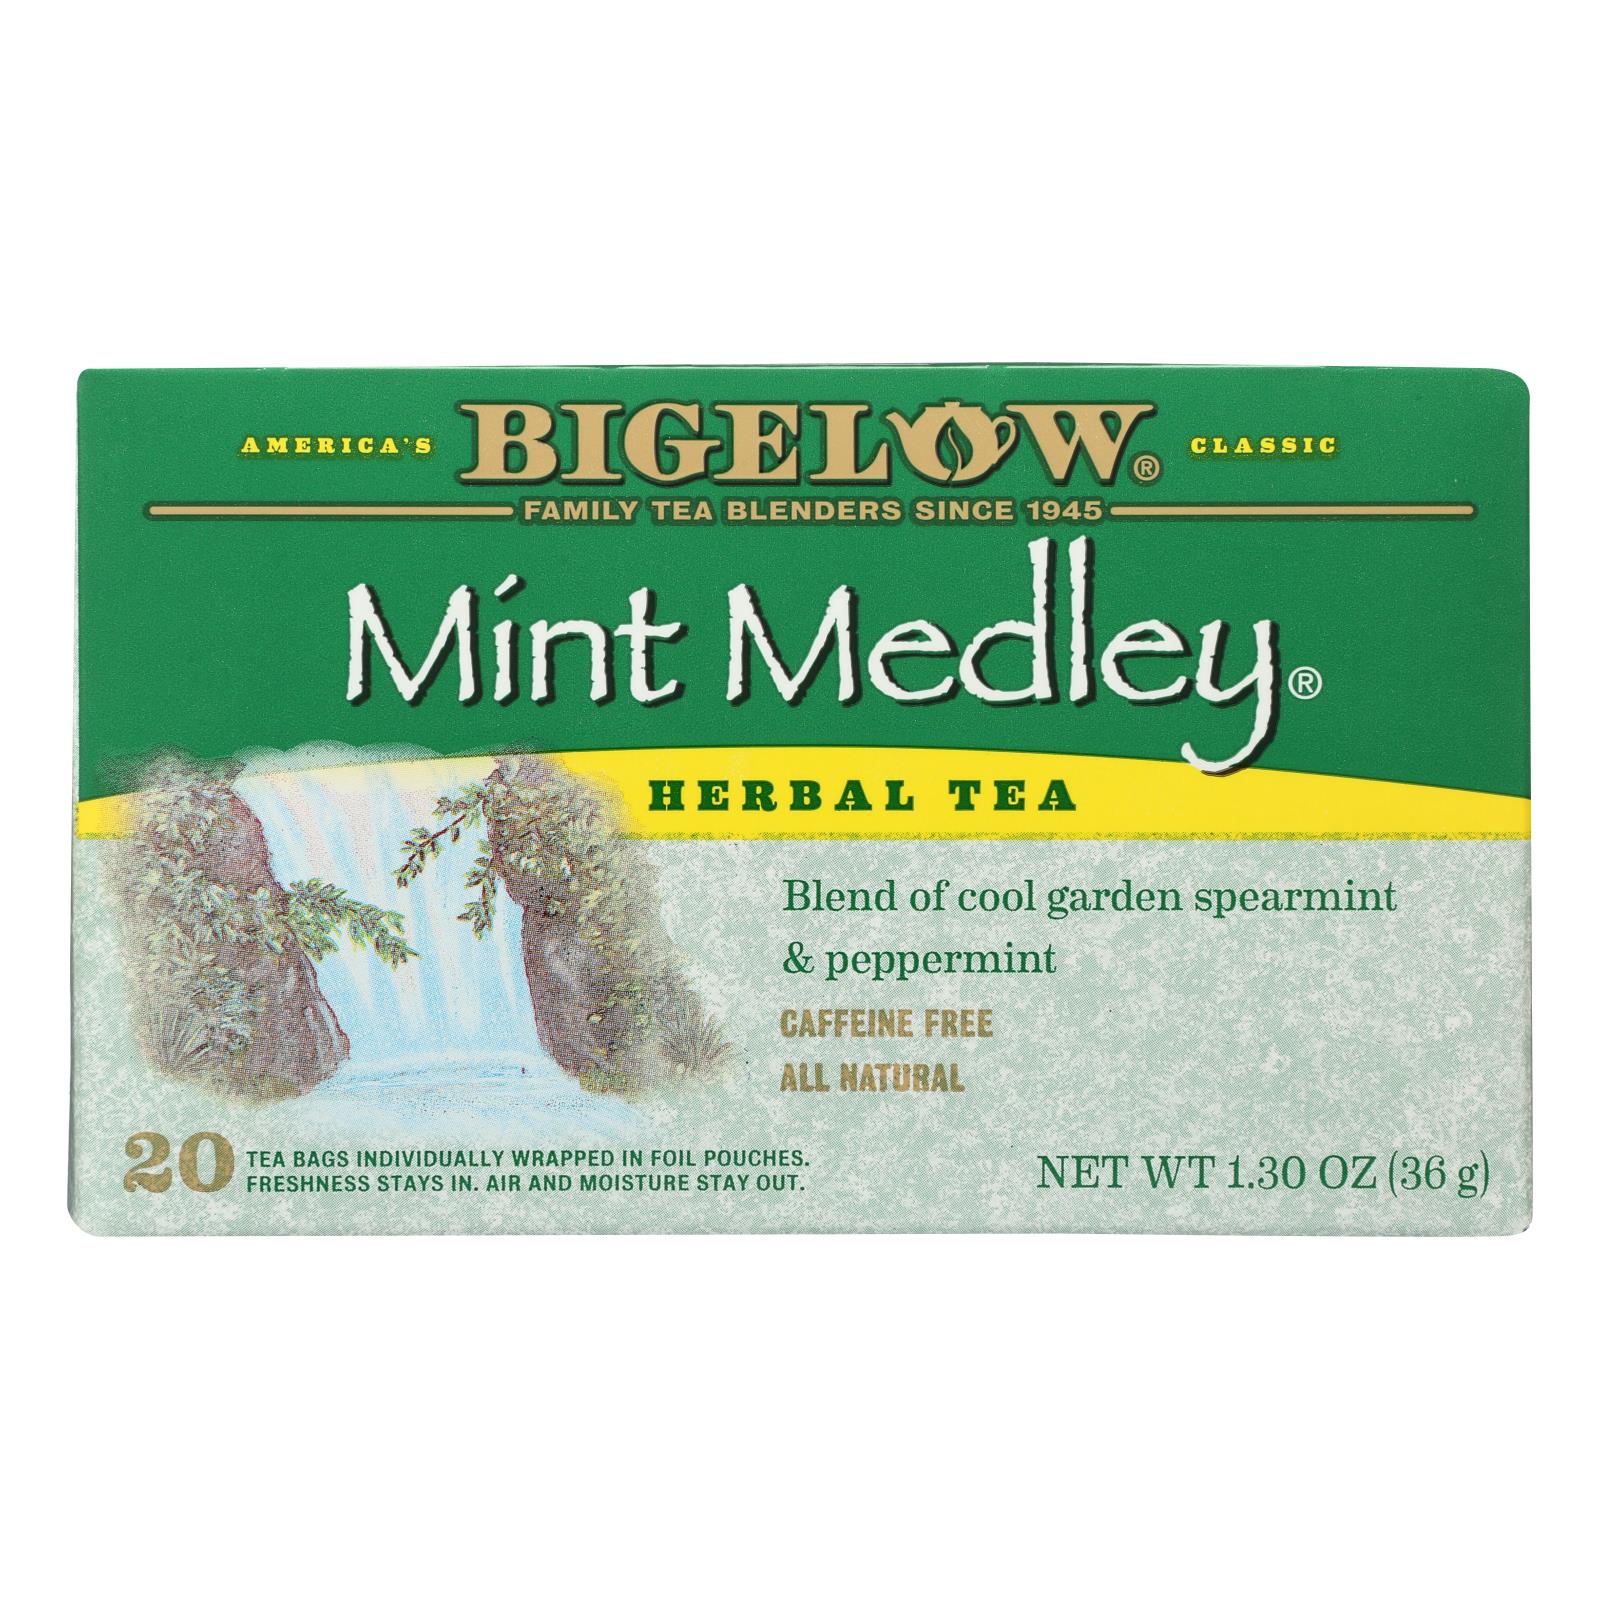 AMERICA'S BIGELOW® CLASSIC
FAMILY TEA BLENDERS SINCE 1945
Mint Medley®
HERBAL TEA
Blend of cool garden spearmint
& peppermint
CAFFEINE FREE
ALL NATURAL
20 TEA BAGS INDIVIDUALLY WRAPPED IN FOIL POUCHES.
FRESHNESS STAYS IN. AIR AND MOISTURE STAY OUT.
NET WT 1.30 OZ (36 g)